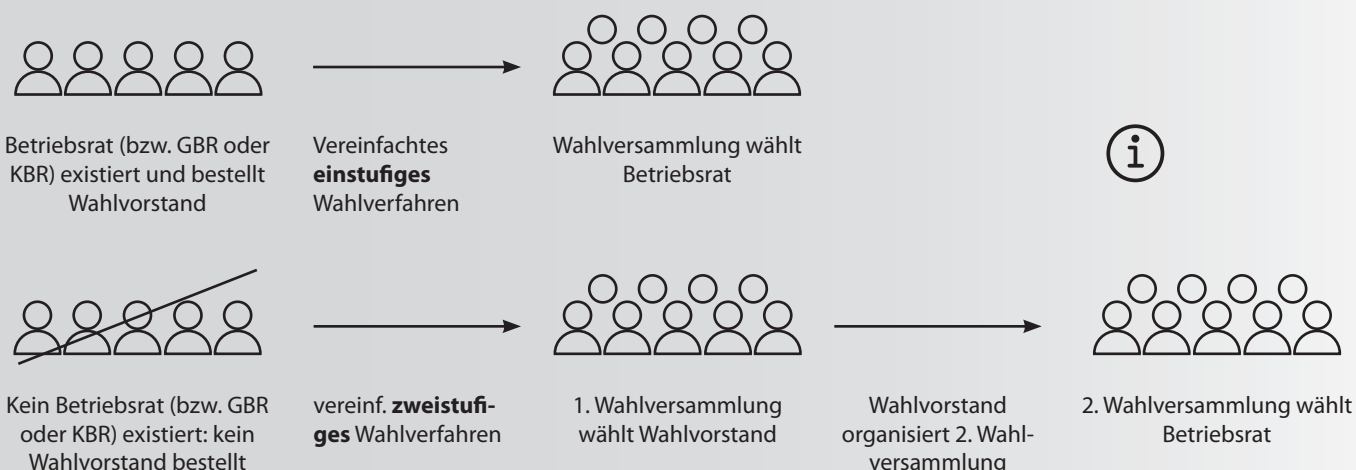 Betriebsrat (bzw. GBR oder
KBR) existiert und bestellt
Wahlvorstand
Vereinfachtes
einstufiges
Wahlverfahren
Wahlversammlung wählt
Betriebsrat
i
Kein Betriebsrat (bzw. GBR
oder KBR) existiert: kein
Wahlvorstand bestellt
vereinf. zweistufi-
ges Wahlverfahren
1. Wahlversammlung
wählt Wahlvorstand
Wahlvorstand
organisiert 2. Wahl-
versammlung
2. Wahlversammlung wählt
Betriebsrat